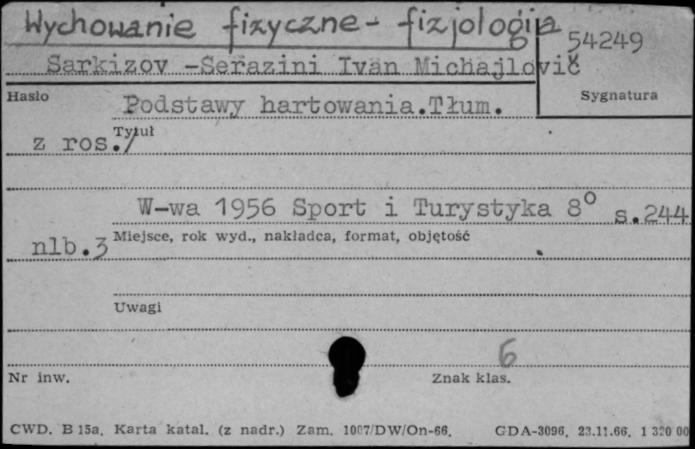 Wychowanie fizyczne - fizjologia
54249
Sarkizov -Serazini Ivan Michajlovič
Hasło
Sygnatura
Podstawy hartowania.Tłum.
Tytuł
z ros./
W-wa 1956 Sport i Turystyka 8° s.244
Miejsce, rok wyd., nakładca, format, objętość
nlb.3
Uwagi
6
Nr inw.
Znak klas.
CWD. B 15a. Karta katal. (z nadr.) Zam. 1087/DW/On-66. GDA-3096. 23.11.66. 1 320 00